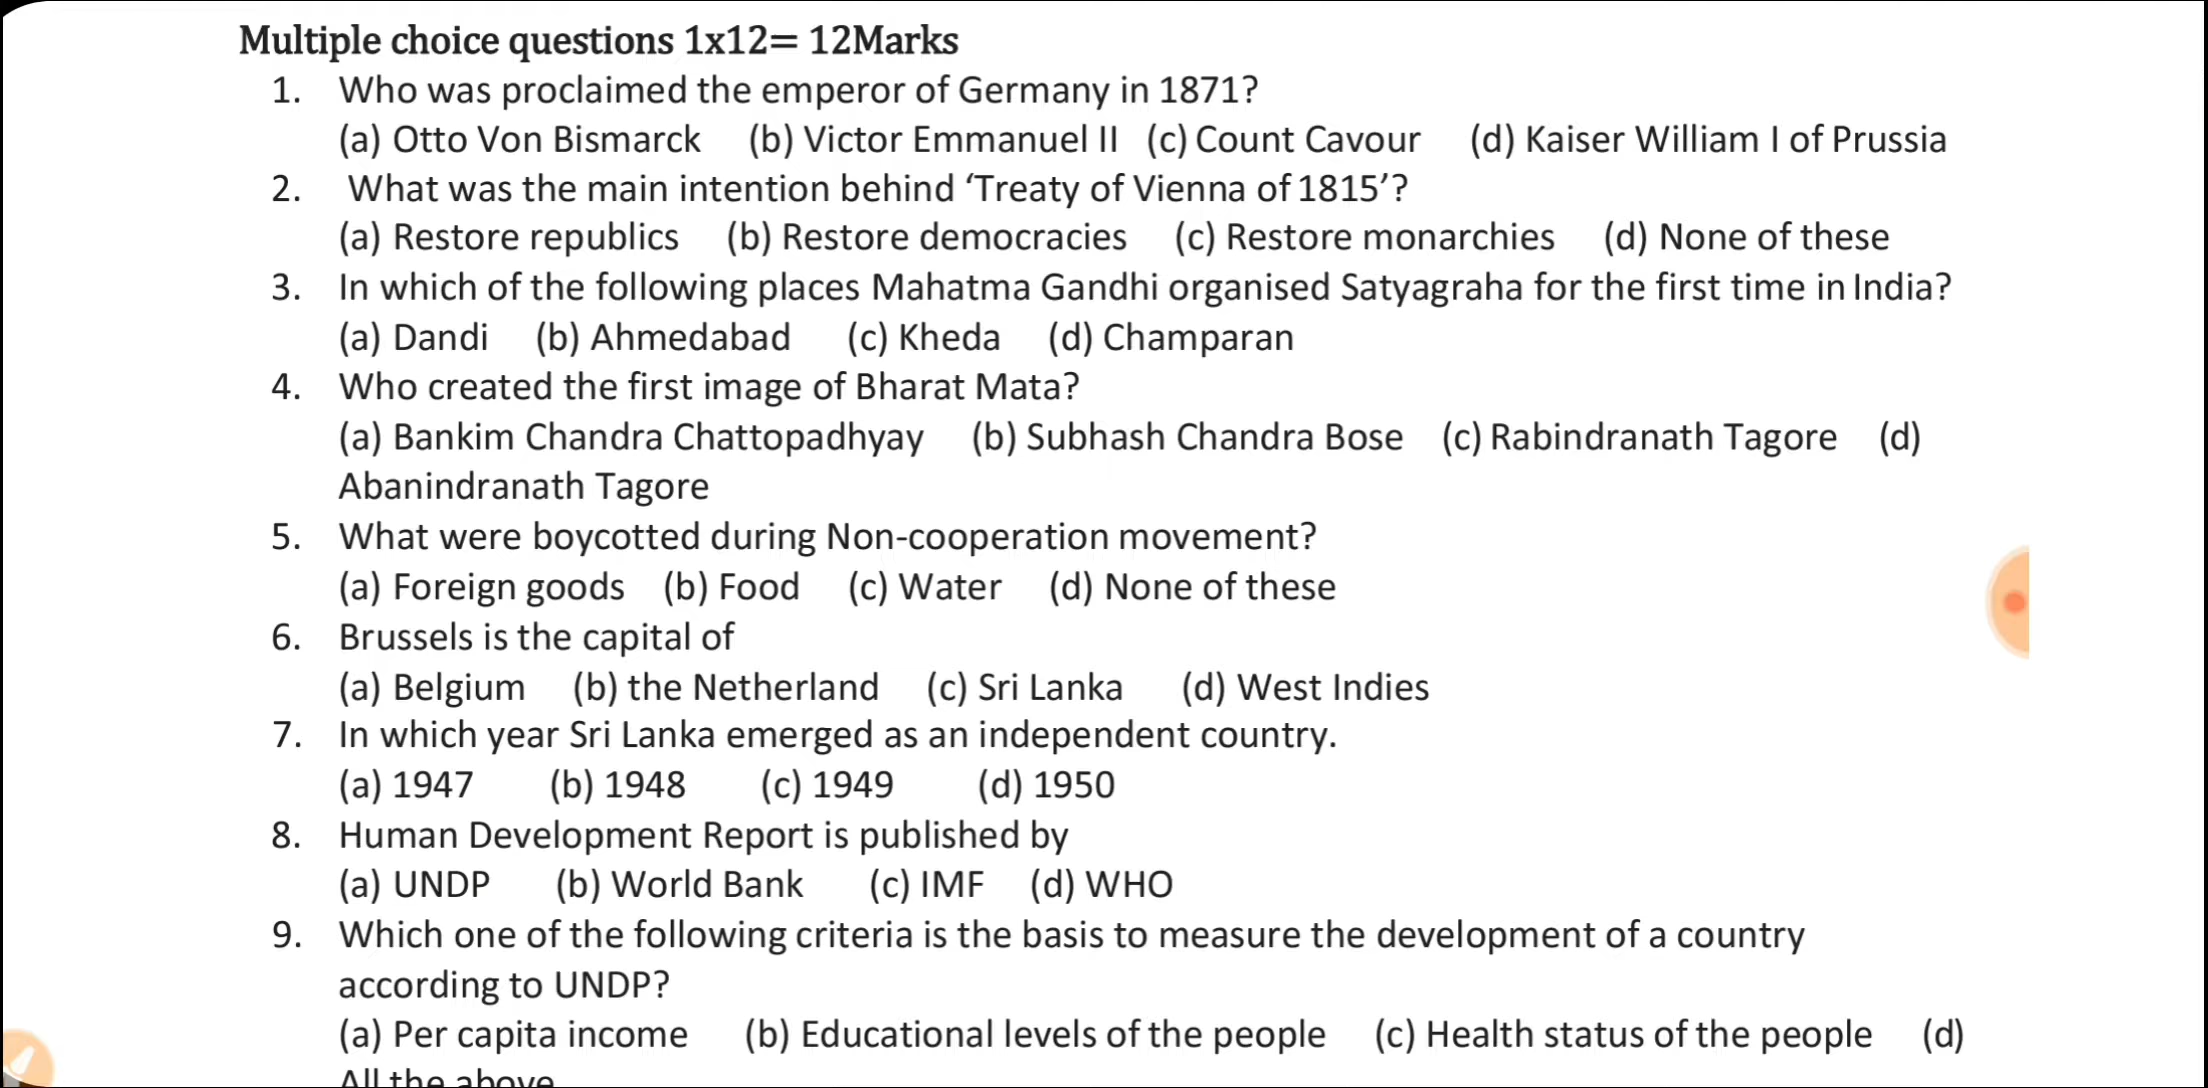 Multiple choice questions 1x12= 12Marks
1. Who was proclaimed the emperor of Germany in 1871?
(a) Otto Von Bismarck (b) Victor Emmanuel II (c) Count Cavour (d) Kaiser William I of Prussia
2. What was the main intention behind ‘Treaty of Vienna of 1815’?
(a) Restore republics (b) Restore democracies (c) Restore monarchies (d) None of these
3. In which of the following places Mahatma Gandhi organised Satyagraha for the first time in India?
(a) Dandi (b) Ahmedabad (c) Kheda (d) Champaran
4. Who created the first image of Bharat Mata?
(a) Bankim Chandra Chattopadhyay (b) Subhash Chandra Bose (c) Rabindranath Tagore (d)
Abanindranath Tagore
5. What were boycotted during Non-cooperation movement?
(a) Foreign goods (b) Food (c) Water (d) None of these
6. Brussels is the capital of
(a) Belgium (b) the Netherland (c) Sri Lanka (d) West Indies
7. In which year Sri Lanka emerged as an independent country.
(a) 1947 (b) 1948 (c) 1949 (d) 1950
8. Human Development Report is published by
(a) UNDP (b) World Bank (c) IMF (d) WHO
9. Which one of the following criteria is the basis to measure the development of a country
according to UNDP?
(a) Per capita income (b) Educational levels of the people (c) Health status of the people (d)
All the above